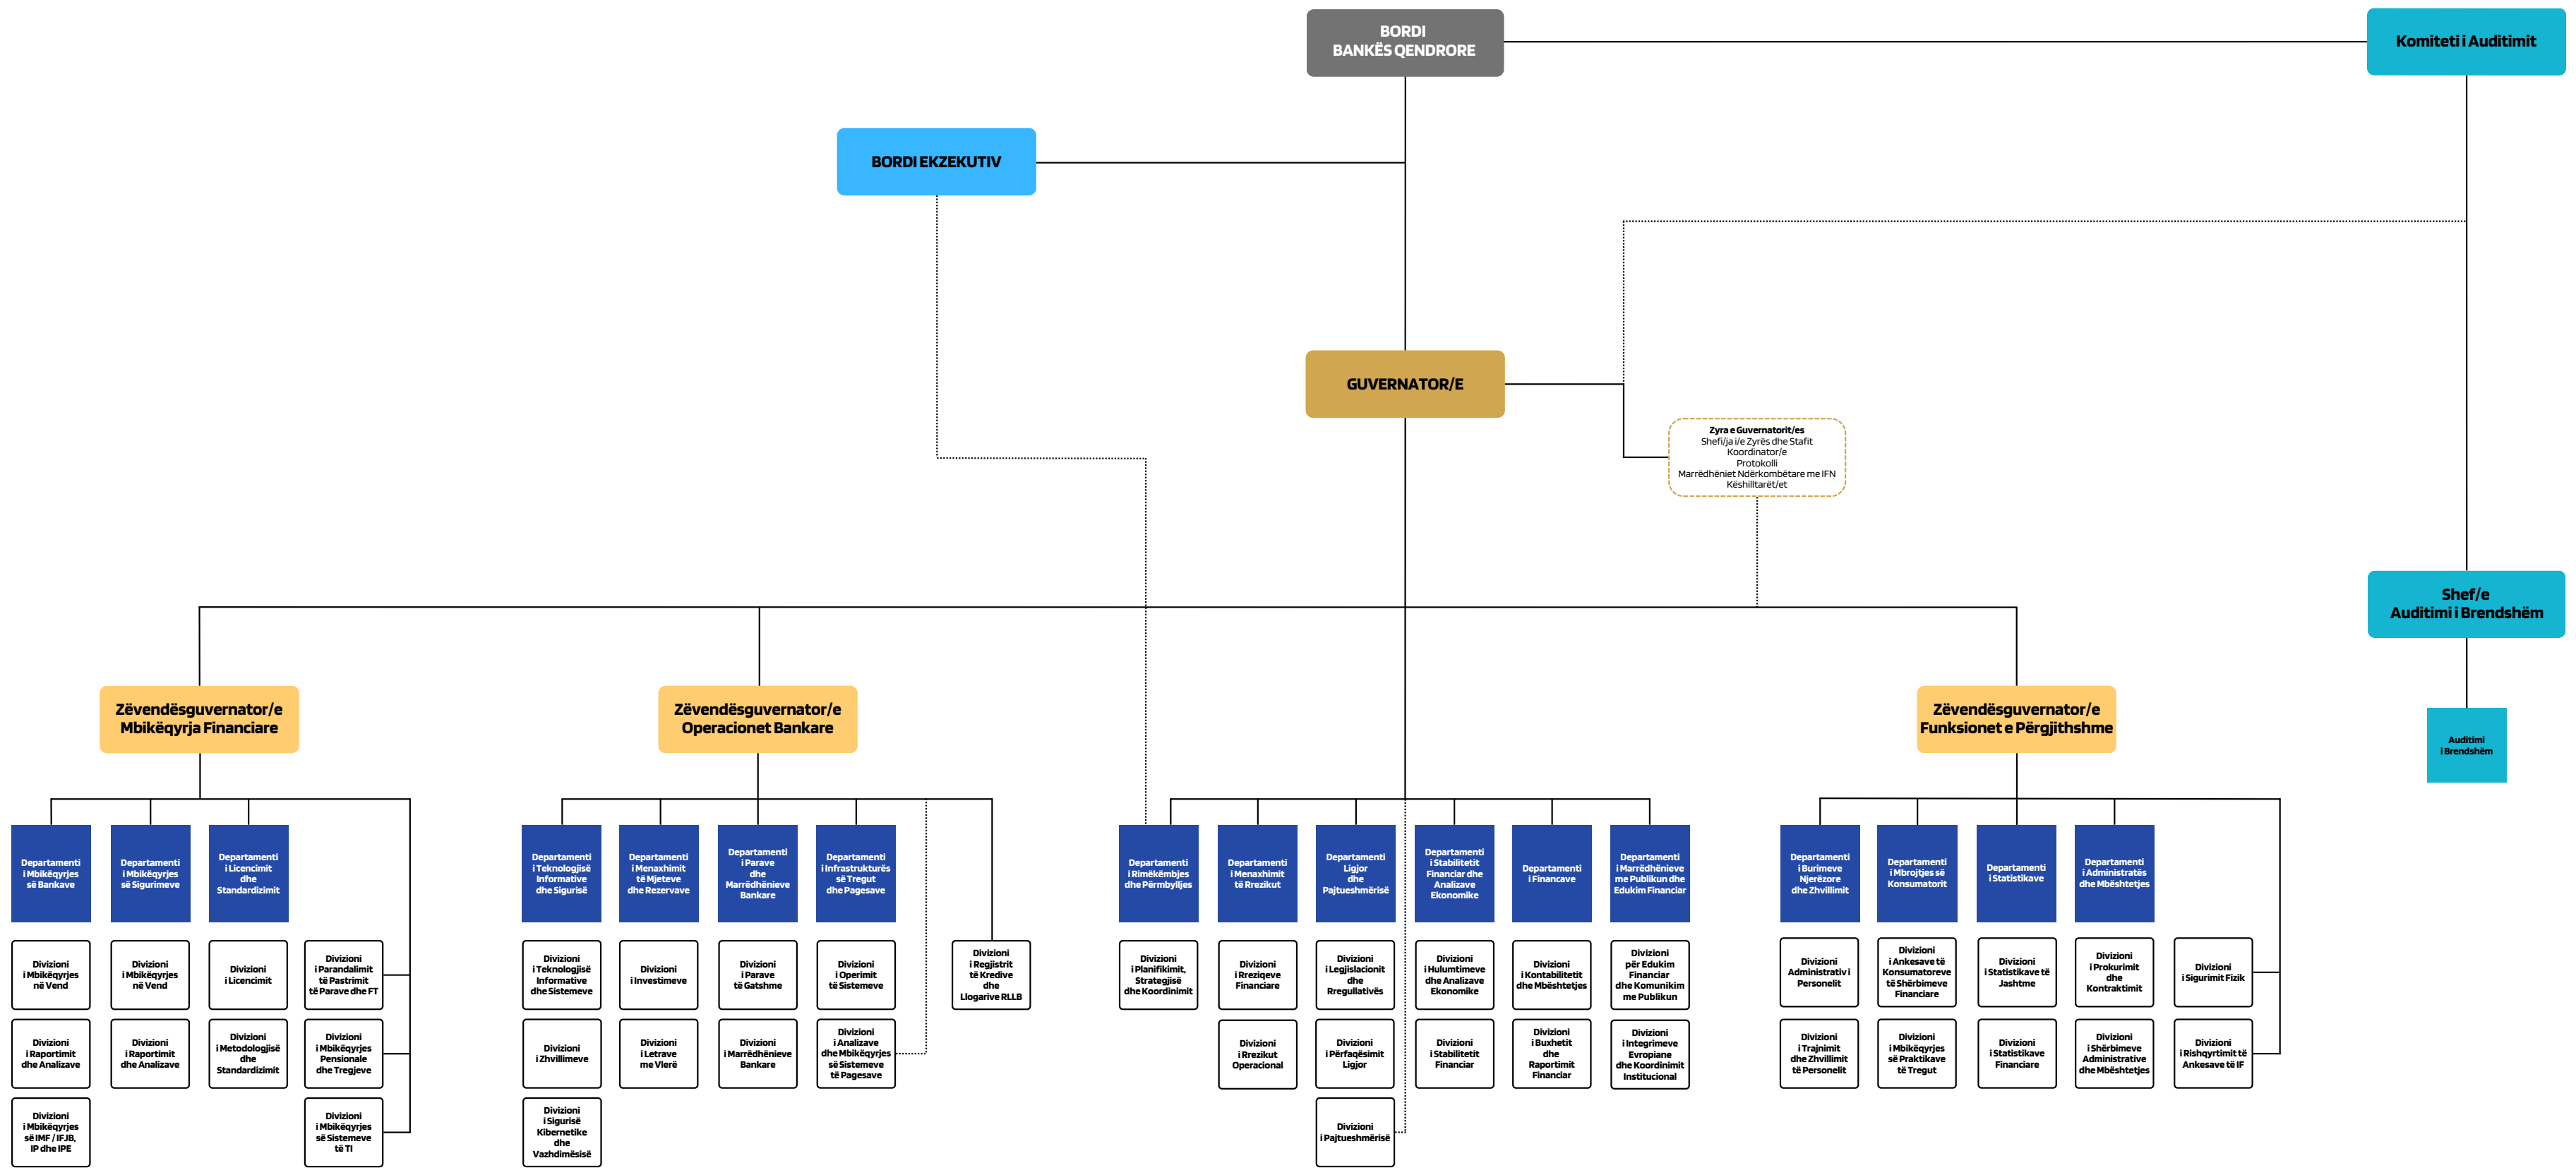 BORDI
BANKËS QENDRORE
Komiteti i Auditimit
BORDI EKZEKUTIV
GUVERNATOR/E
Zyra e Guvernatorit/es
Shefi/ja i/e Zyrës dhe Stafit
Koordinator/e
Protokolli
Marrëdhëniet Ndërkombëtare me IFN
Këshilltarët/et
Shef/e
Auditimi i Brendshëm
Auditimi
i Brendshëm
Zëvendësguvernator/e
Mbikëqyrja Financiare
Zëvendësguvernator/e
Operacionet Bankare
Zëvendësguvernator/e
Funksionet e Përgjithshme
Departamenti
i Mbikëqyrjes
së Bankave
Departamenti
i Mbikëqyrjes
së Sigurimeve
Departamenti
i Licencimit
dhe
Standardizimit
Departamenti
i Teknologjisë
Informative
dhe Sigurisë
Departamenti
i Menaxhimit
të Mjeteve
dhe Rezervave
Departamenti
i Parave
dhe
Marrëdhënieve
Bankare
Departamenti
i Infrastrukturës
së Tregut
dhe Pagesave
Departamenti
i Rimëkëmbjes
dhe Përmbylljes
Departamenti
i Menaxhimit
të Rrezikut
Departamenti
Ligjor
dhe
Pajtueshmërisë
Departamenti
i Stabilitetit
Financiar dhe
Analizave
Ekonomike
Departamenti
i Financave
Departamenti
i Marrëdhënieve
me Publikun dhe
Edukim Financiar
Departamenti
i Burimeve
Njerëzore
dhe Zhvillimit
Departamenti
i Mbrojtjes së
Konsumatorit
Departamenti
i Statistikave
Departamenti
i Administratës
dhe Mbështetjes
Divizioni
i Mbikëqyrjes
në Vend
Divizioni
i Mbikëqyrjes
në Vend
Divizioni
i Licencimit
Divizioni
i Parandalimit
të Pastrimit
të Parave dhe FT
Divizioni
i Teknologjisë
Informative
dhe Sistemeve
Divizioni
i Investimeve
Divizioni
i Parave
të Gatshme
Divizioni
i Operimit
të Sistemeve
Divizioni
i Regjistrit
të Kredive
dhe
Llogarive RLLB
Divizioni
i Planifikimit,
Strategjisë
dhe Koordinimit
Divizioni
i Rreziqeve
Financiare
Divizioni
i Legjislacionit
dhe
Rregullativës
Divizioni
i Hulumtimeve
dhe Analizave
Ekonomike
Divizioni
i Kontabilitetit
dhe Mbështetjes
Divizioni
për Edukim
Financiar
dhe Komunikim
me Publikun
Divizioni
Administrativ i
Personelit
Divizioni
i Ankesave të
Konsumatoreve
të Shërbimeve
Financiare
Divizioni
i Statistikave të
Jashtme
Divizioni
i Prokurimit
dhe
Kontraktimit
Divizioni
i Sigurimit Fizik
Divizioni
i Raportimit
dhe Analizave
Divizioni
i Raportimit
dhe Analizave
Divizioni
i Metodologjisë
dhe
Standardizimit
Divizioni
i Mbikëqyrjes
Pensionale
dhe Tregjeve
Divizioni
i Zhvillimeve
Divizioni
i Letrave
me Vlerë
Divizioni
i Marrëdhënieve
Bankare
Divizioni
i Analizave
dhe Mbikëqyrjes
së Sistemeve
të Pagesave
Divizioni
i Rrezikut
Operacional
Divizioni
i Përfaqësimit
Ligjor
Divizioni
i Stabilitetit
Financiar
Divizioni
i Buxhetit
dhe
Raportimit
Financiar
Divizioni
i Integrimeve
Evropiane
dhe Koordinimit
Institucional
Divizioni
i Trajnimit
dhe Zhvillimit
të Personelit
Divizioni
i Mbikëqyrjes
së Praktikave
të Tregut
Divizioni
i Statistikave
Financiare
Divizioni
i Shërbimeve
Administrative
dhe Mbështetjes
Divizioni
i Rishqyrtimit të
Ankesave të IF
Divizioni
i Mbikëqyrjes
së IMF / IFJB,
IP dhe IPE
Divizioni
i Mbikëqyrjes
së Sistemeve
të TI
Divizioni
i Sigurisë
Kibernetike
dhe
Vazhdimësisë
Divizioni
i Pajtueshmërisë